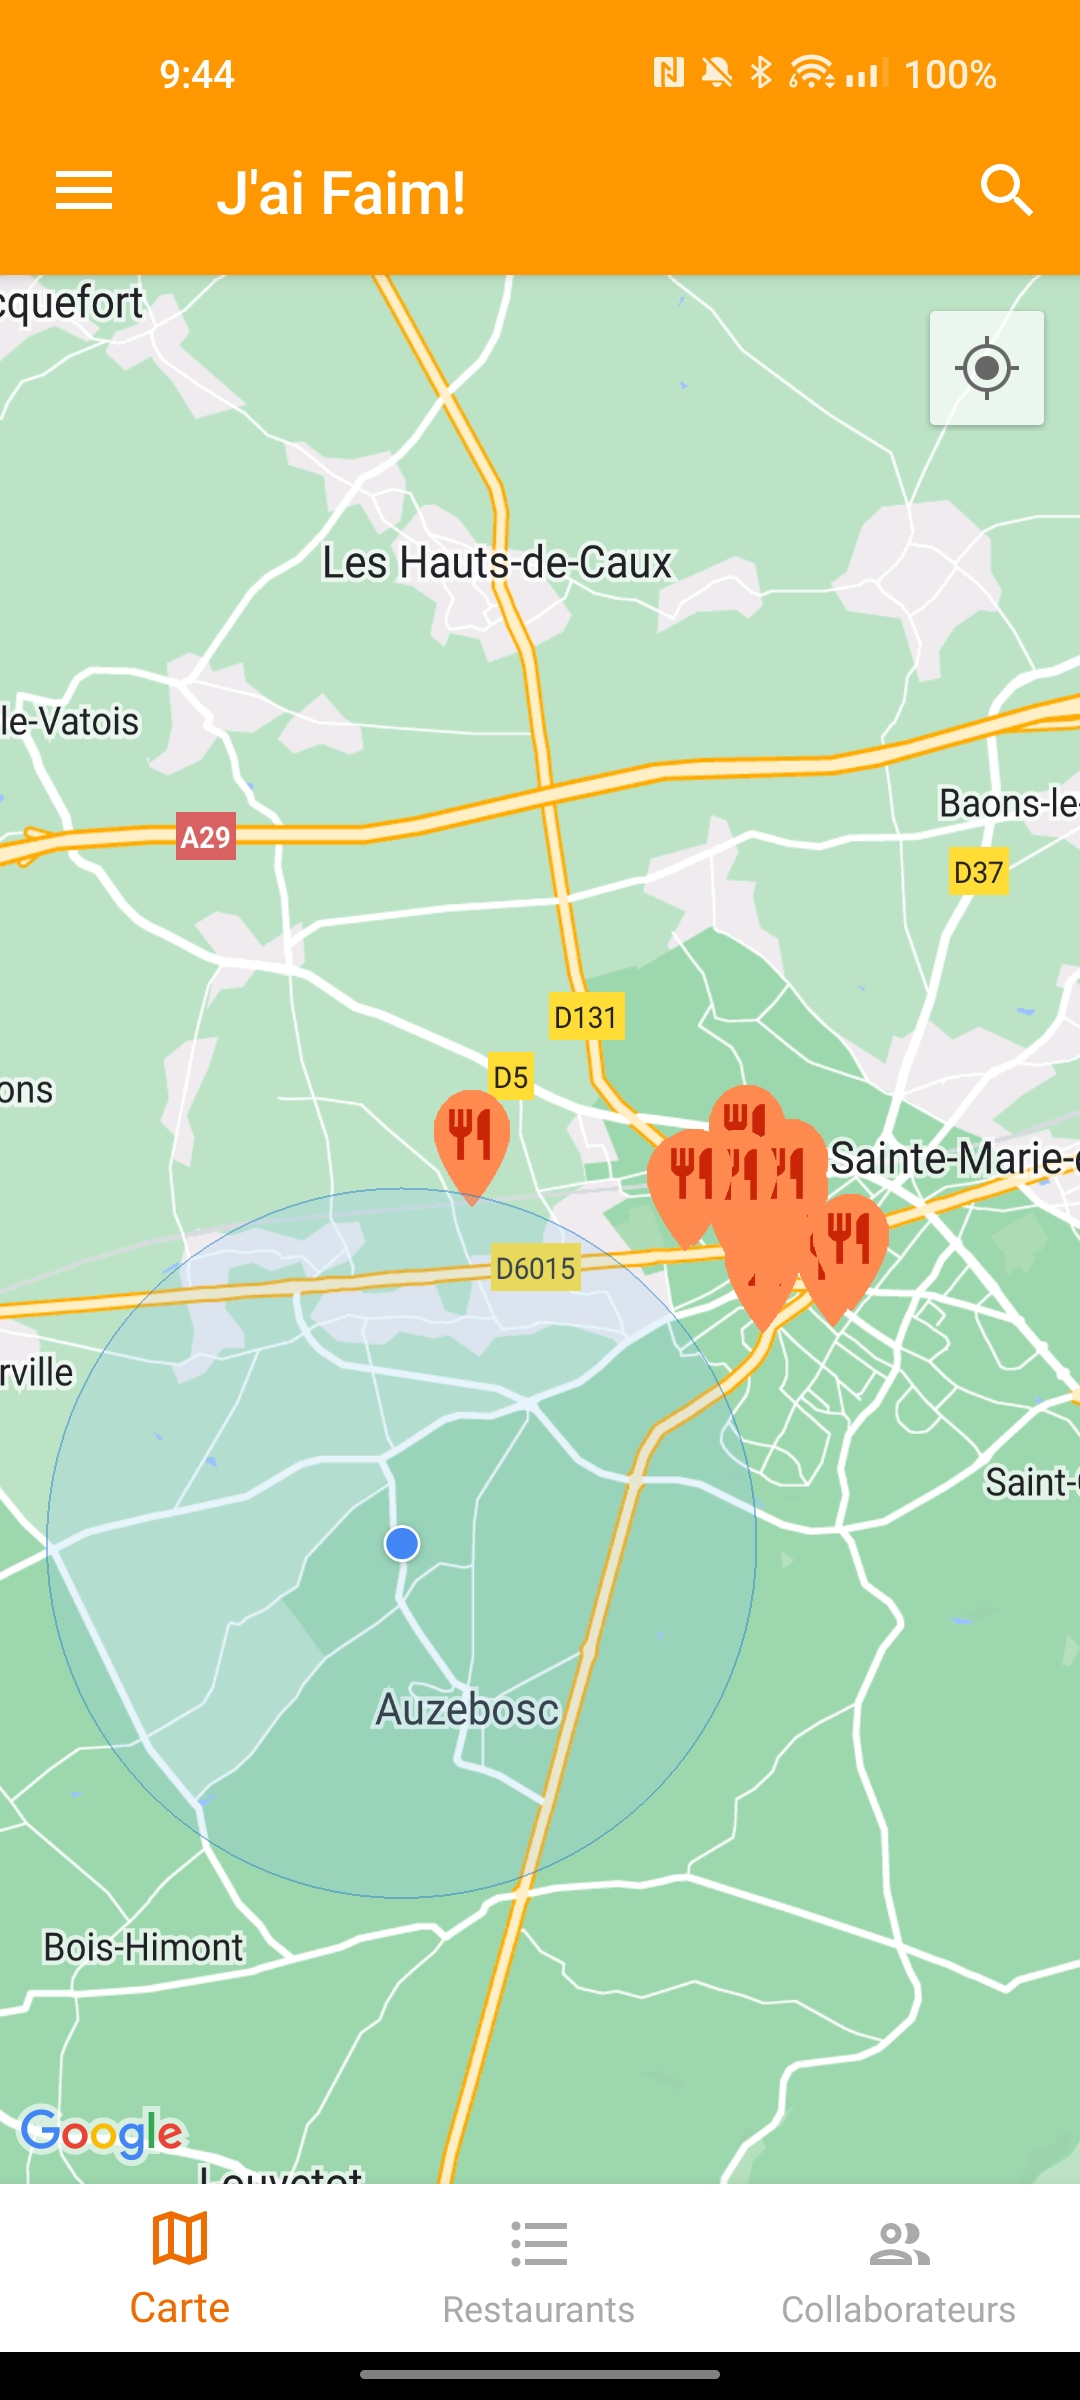 9:44
100%
J'ai Faim!
cquefort
Les Hauts-de-Caux
le-Vatois
Baons-le-
A29
D37
D131
D5
ons
Sainte-Marie-
D6015
rville
Saint-
Auzebosc
Bois-Himont
Google
Louvetot
Carte
Restaurants
Collaborateurs